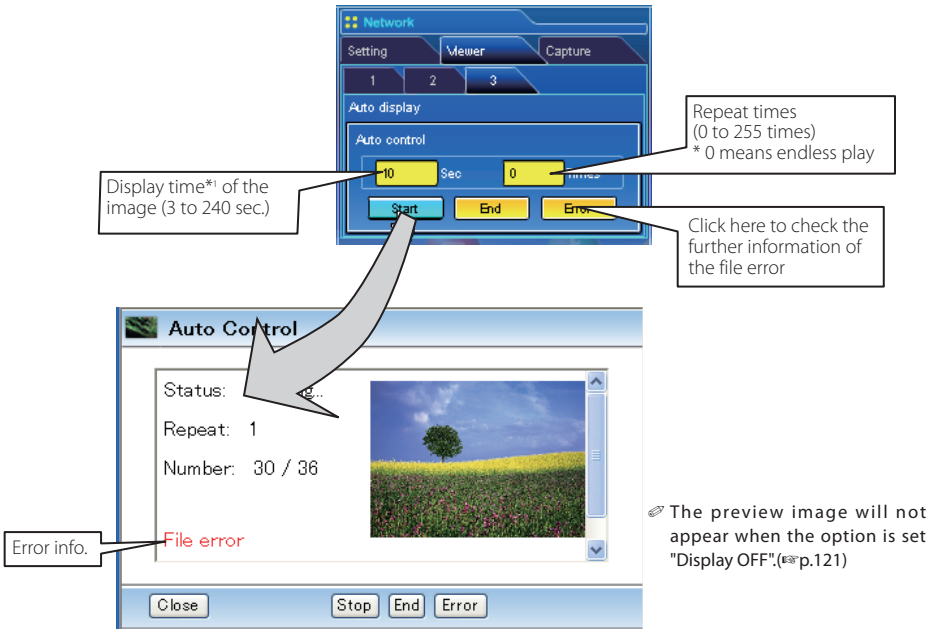 Network
Setting Viewer Capture
1 2 3
Auto display
Auto control
10 Sec 0 Times
Start End Error
Repeat times
(0 to 255 times)
* 0 means endless play
Display time*1 of the
image (3 to 240 sec.)
Click here to check the
further information of
the file error
Auto Control
Status:
Repeat: 1
Number: 30 / 36
File error
Error info.
Close Stop End Error
The preview image will not
appear when the option is set
"Display OFF".(☞p.121)